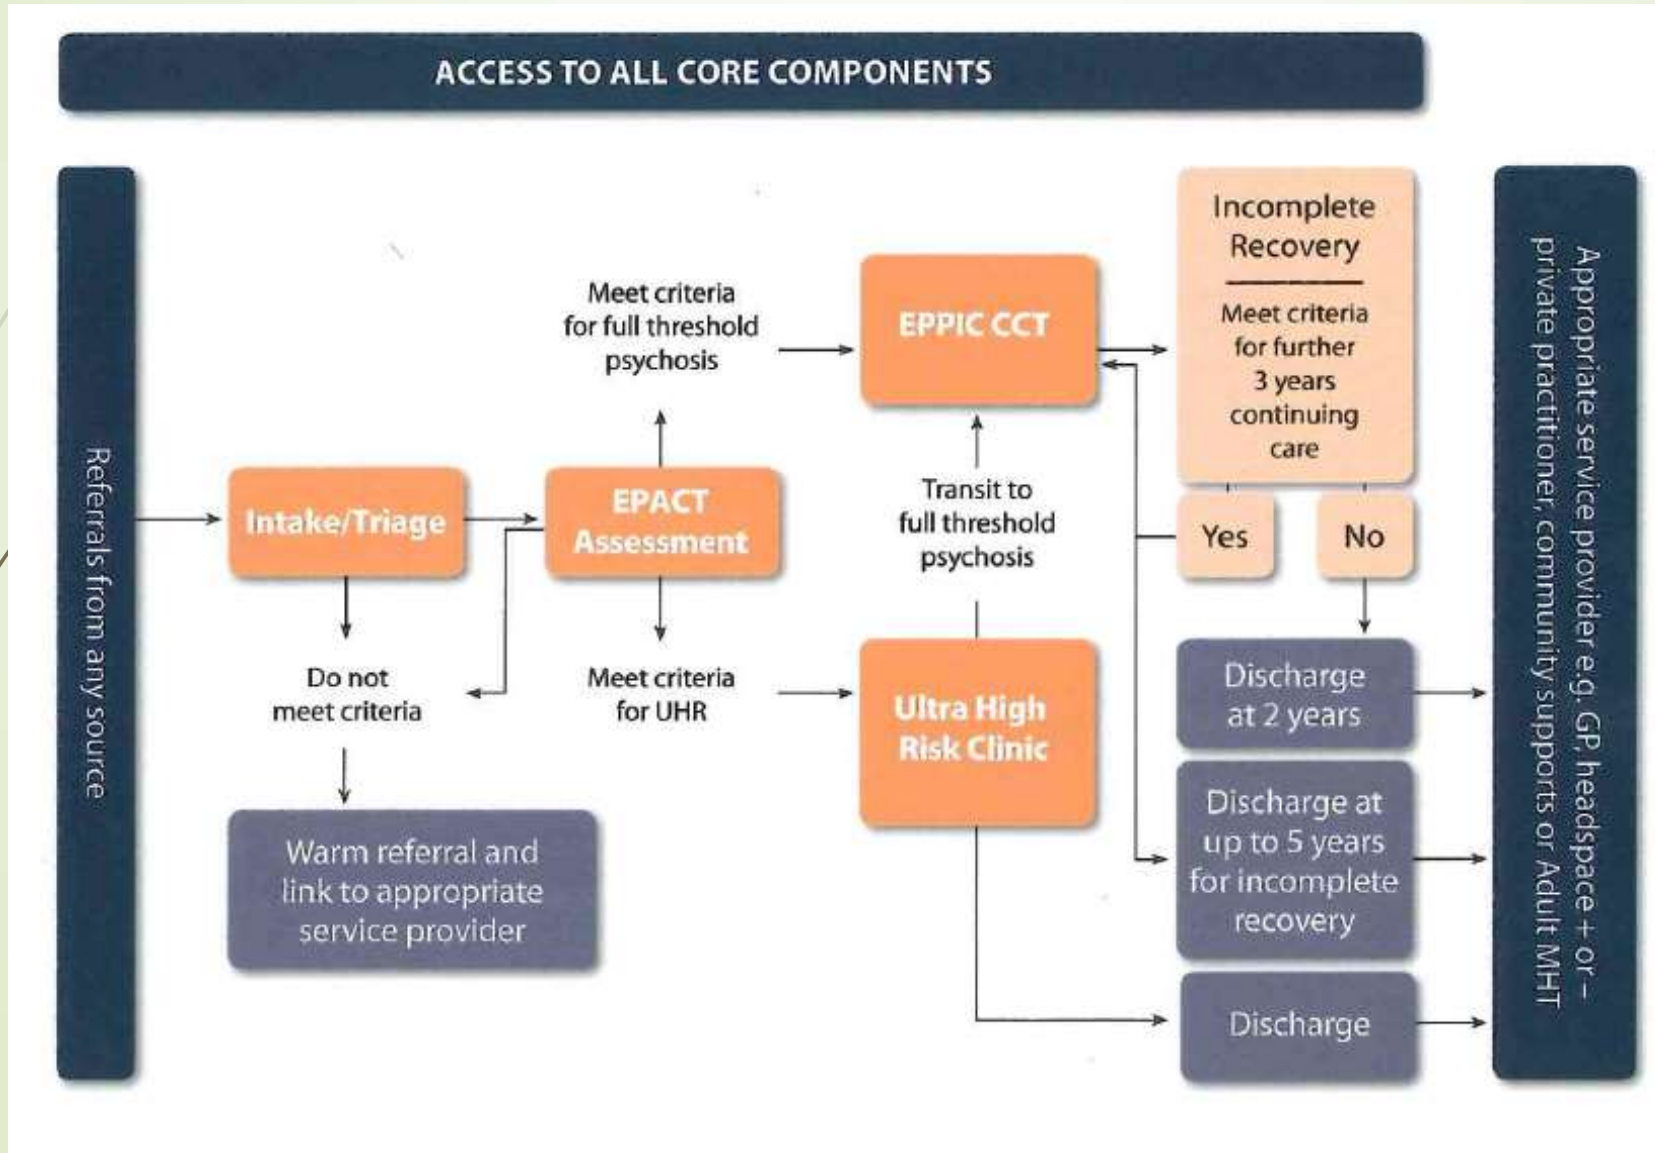 ACCESS TO ALL CORE COMPONENTS
Referrals from any source
Intake/Triage
Do not
meet criteria
Warm referral and
link to appropriate
service provider
EPACT
Assessment
Meet criteria
for full threshold
psychosis
Meet criteria
for UHR
EPPIC CCT
Transit to
full threshold
psychosis
Ultra High
Risk Clinic
Incomplete
Recovery
Meet criteria
for further
3 years
continuing
care
Yes
No
Discharge
at 2 years
Discharge at
up to 5 years
for incomplete
recovery
Discharge
Appropriate service provider e.g. GP, headspace + or –
private practitioner, community supports or Adult MHT